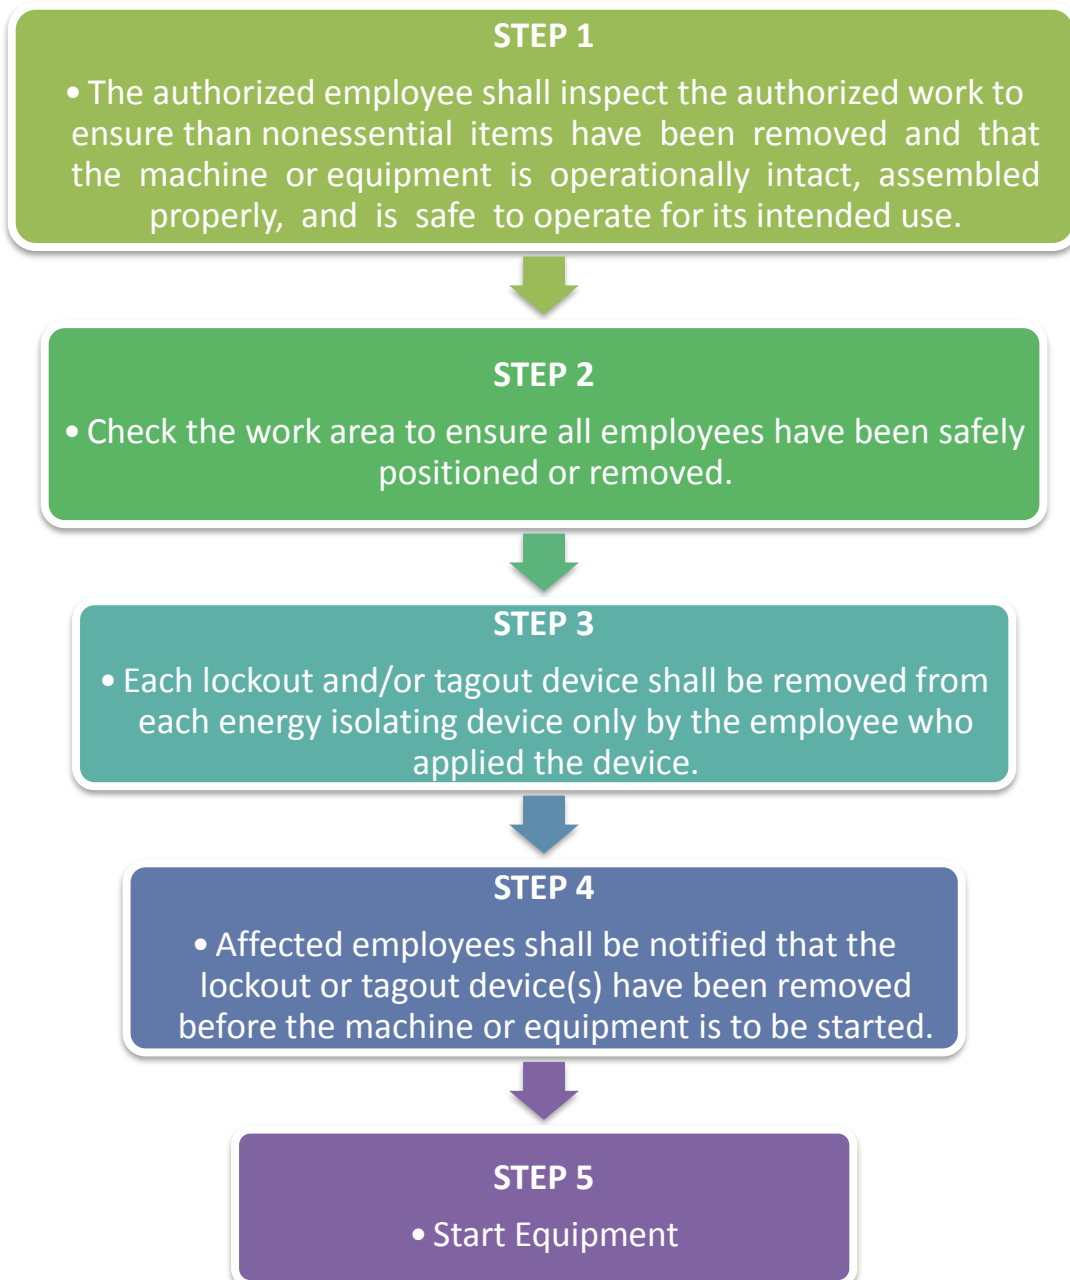 STEP 1
• The authorized employee shall inspect the authorized work to
ensure than nonessential items have been removed and that
the machine or equipment is operationally intact, assembled
properly, and is safe to operate for its intended use.
STEP 2
• Check the work area to ensure all employees have been safely
positioned or removed.
STEP 3
• Each lockout and/or tagout device shall be removed from
each energy isolating device only by the employee who
applied the device.
STEP 4
• Affected employees shall be notified that the
lockout or tagout device(s) have been removed
before the machine or equipment is to be started.
STEP 5
• Start Equipment